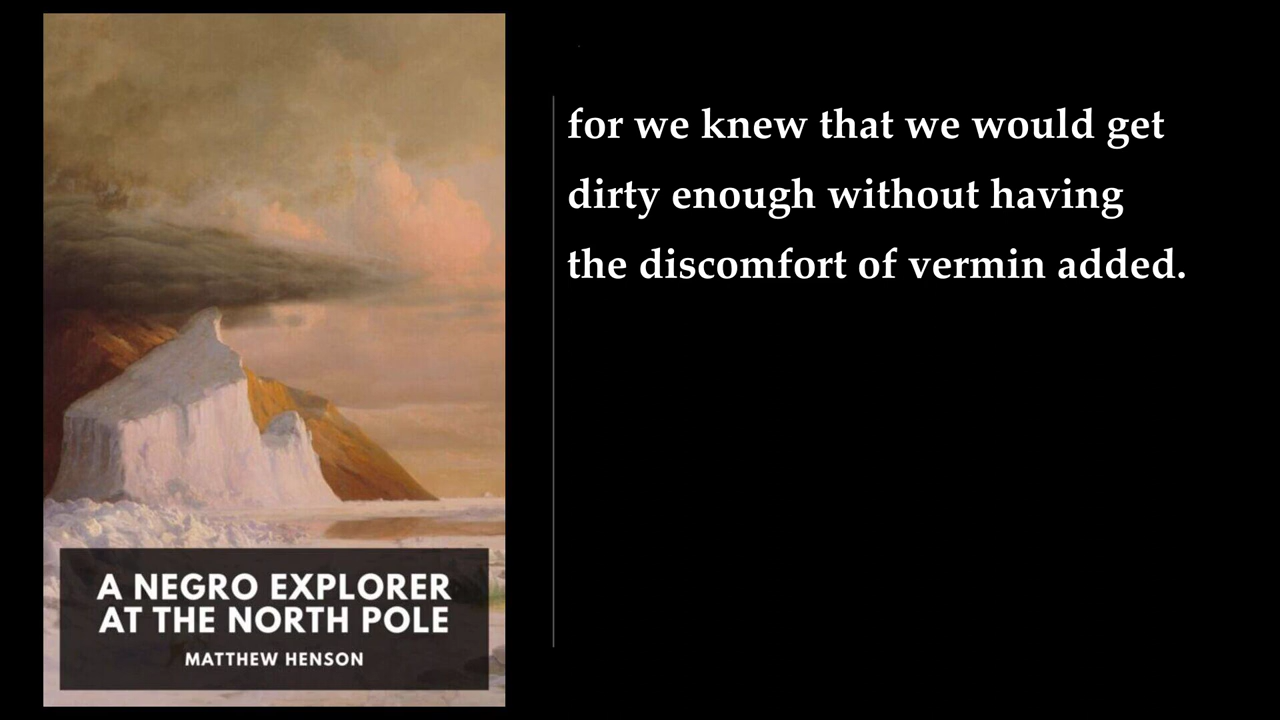 for we knew that we would get
dirty enough without having
the discomfort of vermin added.
A NEGRO EXPLORER
AT THE NORTH POLE
MATTHEW HENSON